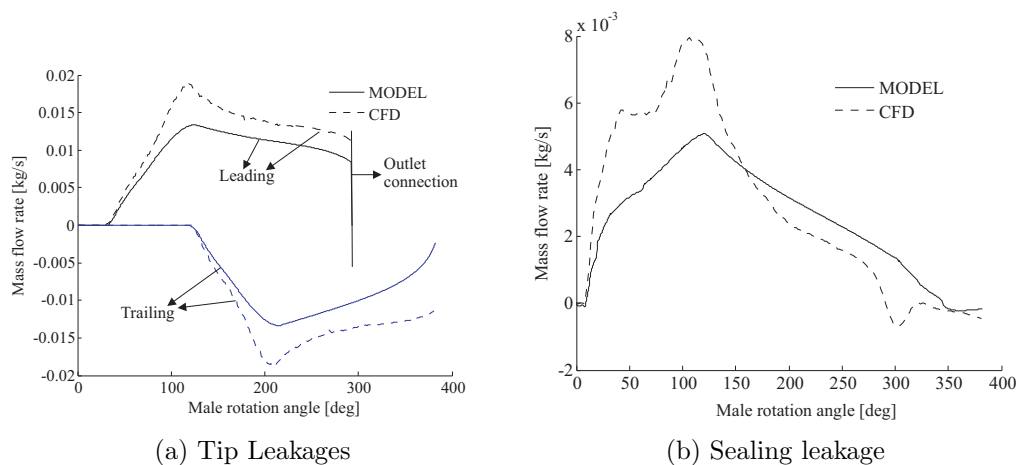 0.02
0.015
0.01
0.005
0
-0.005
-0.01
-0.015
-0.02
Mass flow rate [kg/s]
MODEL
CFD
Leading
Outlet
connection
Trailing
0 100 200 300 400
Male rotation angle [deg]
(a) Tip Leakages
x 10⁻³
8
6
4
2
0
-2
Mass flow rate [kg/s]
MODEL
CFD
0 50 100 150 200 250 300 350 400
Male rotation angle [deg]
(b) Sealing leakage